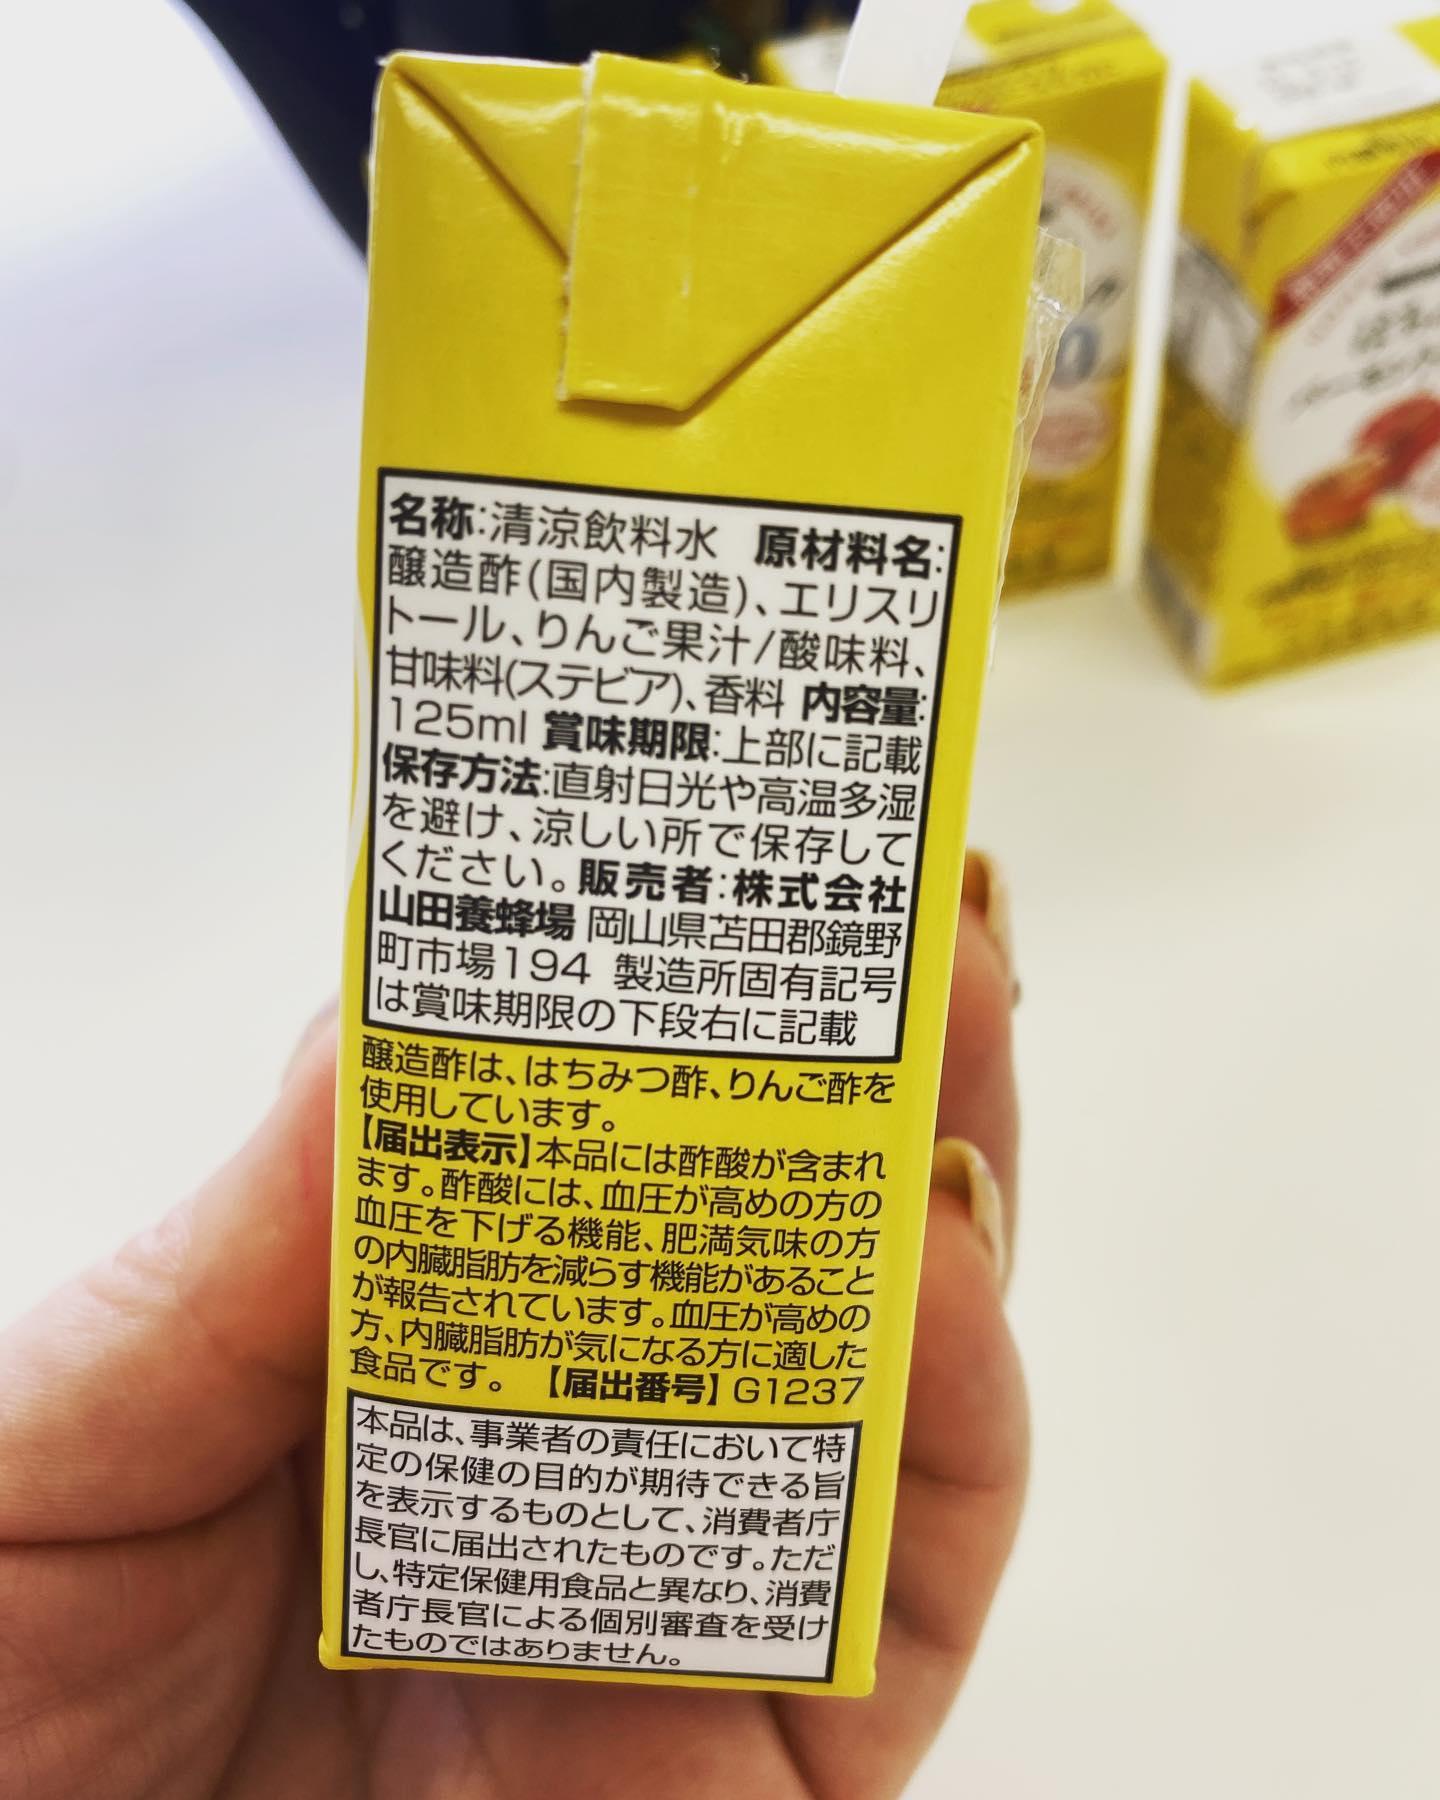 名称:清涼飲料水 原材料名:
醸造酢(国内製造)、エリスリ
トール、りんご果汁/酸味料、
甘味料(ステビア)、香料 内容量:
125ml 賞味期限:上部に記載
保存方法:直射日光や高温多湿
を避け、涼しい所で保存して
ください。販売者:株式会社
山田養蜂場 岡山県苫田郡鏡野
町市場194 製造所固有記号
は賞味期限の下段右に記載
醸造酢は、はちみつ酢、りんご酢を
使用しています。
【届出表示】本品には酢酸が含まれ
ます。酢酸には、血圧が高めの方の
血圧を下げる機能、肥満気味の方
の内臓脂肪を減らす機能があること
が報告されています。血圧が高めの
方、内臓脂肪が気になる方に適した
食品です。 【届出番号】G1237
本品は、事業者の責任において特
定の保健の目的が期待できる旨
を表示するものとして、消費者庁
長官に届出されたものです。ただ
し、特定保健用食品と異なり、消費
者庁長官による個別審査を受け
たものではありません。